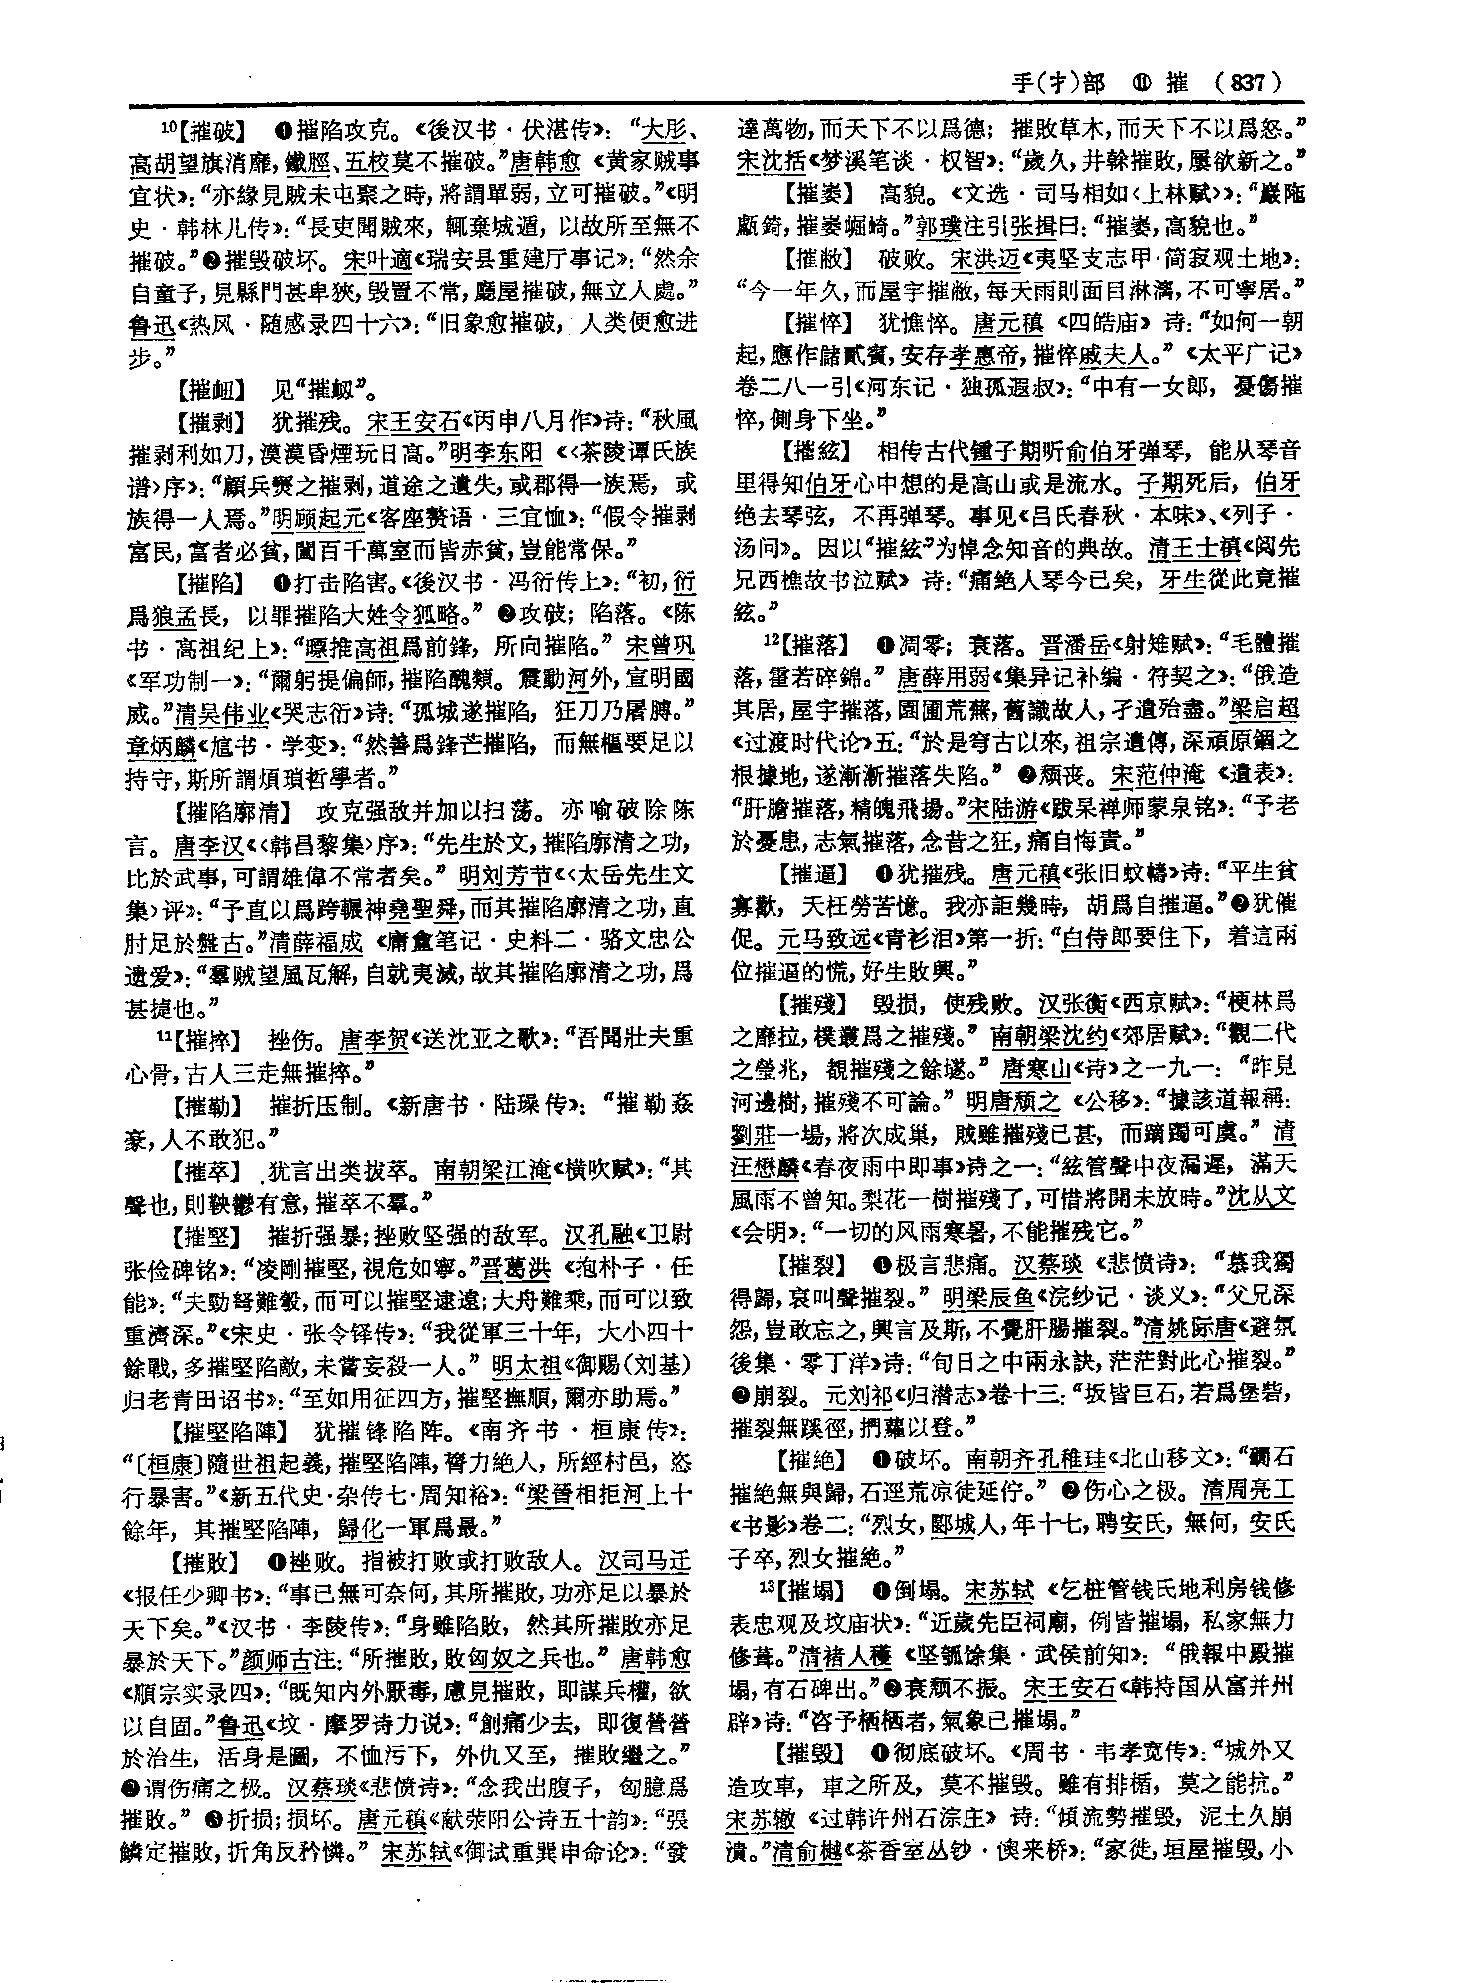 手(扌)部 ⑪ 摧 (837)
10【摧破】 ❶摧陷攻克。《後汉书·伏湛传》：“大彤、
高胡望旗消靡，鐵脛、五校莫不摧破。”唐韩愈《黄家贼事
宜状》：“亦緣見賊未屯聚之時，將謂單弱，立可摧破。”《明
史·韩林儿传》：“長吏聞賊來，輒棄城遁，以故所至無不
摧破。”❷摧毁破坏。宋叶適《瑞安县重建厅事记》：“然余
自童子，見縣門甚卑狹，毁置不常，廳屋摧破，無立人處。”
鲁迅《热风·随感录四十六》：“旧象愈摧破，人类便愈进
步。”
【摧衄】 见“摧衂”。
【摧剥】 犹摧残。宋王安石《丙申八月作》诗：“秋風
摧剥利如刀，漠漠昏煙玩日高。”明李东阳《〈茶陵谭氏族
谱〉序》：“顧兵燹之摧剥，道途之遺失，或郡得一族焉，或
族得一人焉。”明顾起元《客座赘语·三宜恤》：“假令摧剥
富民，富者必貧，闔百千萬室而皆赤貧，豈能常保。”
【摧陷】 ❶打击陷害。《後汉书·冯衍传上》：“初，衍
爲狼孟長，以罪摧陷大姓令狐略。” ❷攻破；陷落。《陈
书·高祖纪上》：“㬓推高祖爲前鋒，所向摧陷。”宋曾巩
《军功制一》：“爾躬提偏師，摧陷醜類。震動河外，宣明國
威。”清吴伟业《哭志衍》诗：“孤城遂摧陷，狂刀乃屠膊。”
章炳麟《訄书·学变》：“然善爲鋒芒摧陷，而無樞要足以
持守，斯所謂煩瑣哲學者。”
【摧陷廓清】 攻克强敌并加以扫荡。亦喻破除陈
言。唐李汉《〈韩昌黎集〉序》：“先生於文，摧陷廓清之功，
比於武事，可謂雄偉不常者矣。”明刘芳节《〈太岳先生文
集〉评》：“予直以爲跨輾神堯聖舜，而其摧陷廓清之功，直
肘足於盤古。”清薛福成《庸盦笔记·史料二·骆文忠公
遗爱》：“羣贼望風瓦解，自就夷滅，故其摧陷廓清之功，爲
甚捷也。”
11【摧捽】 挫伤。唐李贺《送沈亚之歌》：“吾聞壯夫重
心骨，古人三走無摧捽。”
【摧勒】 摧折压制。《新唐书·陆璪传》：“摧勒姦
豪，人不敢犯。”
【摧萃】 犹言出类拔萃。南朝梁江淹《横吹赋》：“其
聲也，則鞅鬱有意，摧萃不羣。”
【摧堅】 摧折强暴；挫败坚强的敌军。汉孔融《卫尉
张俭碑铭》：“凌剛摧堅，視危如寧。”晋葛洪《抱朴子·任
能》：“夫勁弩難彀，而可以摧堅逮遠；大舟難乘，而可以致
重濟深。”《宋史·张令铎传》：“我從軍三十年，大小四十
餘戰，多摧堅陷敵，未嘗妄殺一人。”明太祖《御赐（刘基）
归老青田诏书》：“至如用征四方，摧堅撫順，爾亦助焉。”
【摧堅陷陣】 犹摧锋陷阵。《南齐书·桓康传》：
“〔桓康〕隨世祖起義，摧堅陷陣，膂力絶人，所經村邑，恣
行暴害。”《新五代史·杂传七·周知裕》：“梁晉相拒河上十
餘年，其摧堅陷陣，歸化一軍爲最。”
【摧敗】 ❶挫败。指被打败或打败敌人。汉司马迁
《报任少卿书》：“事已無可奈何，其所摧敗，功亦足以暴於
天下矣。”《汉书·李陵传》：“身雖陷敗，然其所摧敗亦足
暴於天下。”颜师古注：“所摧敗，敗匈奴之兵也。”唐韩愈
《順宗实录四》：“既知内外厭毒，慮見摧敗，即謀兵權，欲
以自固。”鲁迅《坟·摩罗诗力说》：“創痛少去，即復營營
於治生，活身是圖，不恤污下，外仇又至，摧敗繼之。”
❷谓伤痛之极。汉蔡琰《悲愤诗》：“念我出腹子，匈臆爲
摧敗。” ❸折损；损坏。唐元稹《献荥阳公诗五十韵》：“張
鱗定摧敗，折角反矜憐。”宋苏轼《御试重巽申命论》：“發
達萬物，而天下不以爲德；摧敗草木，而天下不以爲怒。”
宋沈括《梦溪笔谈·权智》：“歲久，井榦摧敗，屢欲新之。”
【摧崣】 高貌。《文选·司马相如〈上林赋〉》：“巖陁
甗錡，摧崣崛崎。”郭璞注引张揖曰：“摧崣，高貌也。”
【摧敝】 破败。宋洪迈《夷坚支志甲·简寂观土地》：
“今一年久，而屋宇摧敝，每天雨則面目淋漓，不可寧居。”
【摧悴】 犹憔悴。唐元稹《四皓庙》诗：“如何一朝
起，應作儲貳賓，安存孝惠帝，摧悴戚夫人。”《太平广记》
卷二八一引《河东记·独孤遐叔》：“中有一女郎，憂傷摧
悴，側身下坐。”
【摧絃】 相传古代锺子期听俞伯牙弹琴，能从琴音
里得知伯牙心中想的是高山或是流水。子期死后，伯牙
绝去琴弦，不再弹琴。事见《吕氏春秋·本味》、《列子·
汤问》。因以“摧絃”为悼念知音的典故。清王士禛《阅先
兄西樵故书泣赋》诗：“痛絶人琴今已矣，牙生從此竟摧
絃。”
12【摧落】 ❶凋零；衰落。晋潘岳《射雉赋》：“毛體摧
落，霍若碎錦。”唐薛用弱《集异记补编·符契之》：“俄造
其居，屋宇摧落，園圃荒蕪，舊識故人，孑遺殆盡。”梁启超
《过渡时代论》五：“於是穹古以來，祖宗遺傳，深頑原錮之
根據地，遂漸漸摧落失陷。” ❷颓丧。宋范仲淹《遗表》：
“肝膽摧落，精魄飛揚。”宋陆游《跋呆禅师蒙泉铭》：“予老
於憂患，志氣摧落，念昔之狂，痛自悔責。”
【摧逼】 ❶犹摧残。唐元稹《张旧蚊幬》诗：“平生貧
寡歡，夭枉勞苦憶。我亦詎幾時，胡爲自摧逼。”❷犹催
促。元马致远《青衫泪》第一折：“白侍郎要住下，着這兩
位摧逼的慌，好生敗興。”
【摧殘】 毁损，使残败。汉张衡《西京赋》：“梗林爲
之靡拉，樸叢爲之摧殘。”南朝梁沈约《郊居赋》：“觀二代
之塋兆，覩摧殘之餘墢。”唐寒山《诗》之一九一：“昨見
河邊樹，摧殘不可論。”明唐顺之《公移》：“據該道報稱：
劉莊一場，將次成巢，賊雖摧殘已甚，而蹢躅可虞。”清
汪懋麟《春夜雨中即事》诗之一：“絃管聲中夜漏遲，滿天
風雨不曾知。梨花一樹摧殘了，可惜將開未放時。”沈从文
《会明》：“一切的风雨寒暑，不能摧残它。”
【摧裂】 ❶极言悲痛。汉蔡琰《悲愤诗》：“慕我獨
得歸，哀叫聲摧裂。”明梁辰鱼《浣纱记·谈义》：“父兄深
怨，豈敢忘之，興言及斯，不覺肝腸摧裂。”清姚际唐《避氛
後集·零丁洋》诗：“旬日之中兩永訣，茫茫對此心摧裂。”
❷崩裂。元刘祁《归潜志》卷十三：“坂皆巨石，若爲堡砦，
摧裂無蹊徑，捫蘿以登。”
【摧絶】 ❶破坏。南朝齐孔稚珪《北山移文》：“磵石
摧絶無與歸，石逕荒凉徒延佇。” ❷伤心之极。清周亮工
《书影》卷二：“烈女，郾城人，年十七，聘安氏，無何，安氏
子卒，烈女摧絶。”
13【摧塌】 ❶倒塌。宋苏轼《乞桩管钱氏地利房钱修
表忠观及坟庙状》：“近歲先臣祠廟，例皆摧塌，私家無力
修葺。”清褚人穫《坚瓠馀集·武侯前知》：“俄報中殿摧
塌，有石碑出。”❷衰颓不振。宋王安石《韩持国从富并州
辟》诗：“咨予栖栖者，氣象已摧塌。”
【摧毀】 ❶彻底破坏。《周书·韦孝宽传》：“城外又
造攻車，車之所及，莫不摧毁。雖有排楯，莫之能抗。”
宋苏辙《过韩许州石淙庄》诗：“傾流勢摧毁，泥土久崩
潰。”清俞樾《茶香室丛钞·偰来桥》：“家徙，垣屋摧毁，小